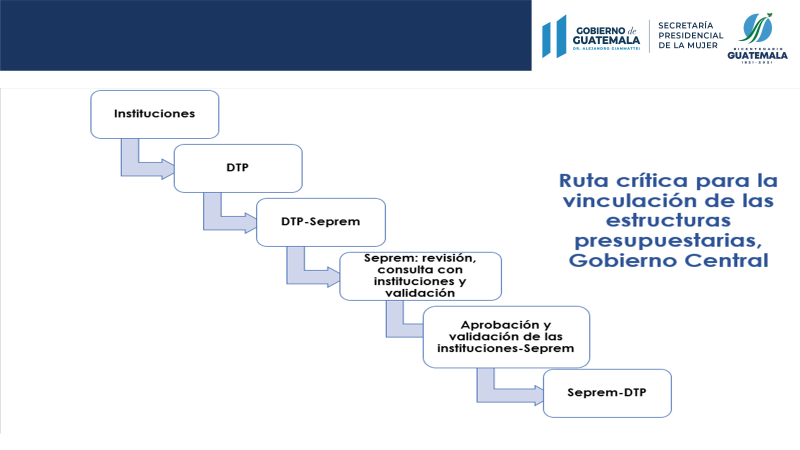 GOBIERNO de
GUATEMALA
DR. ALEJANDRO GIAMMATTEI
SECRETARÍA
PRESIDENCIAL
DE LA MUJER
BICENTENARIO
GUATEMALA
1821-2021
Instituciones
DTP
DTP-Seprem
Seprem: revisión,
consulta con
instituciones y
validación
Aprobación y
validación de las
instituciones-Seprem
Seprem-DTP
Ruta crítica para la
vinculación de las
estructuras
presupuestarias,
Gobierno Central